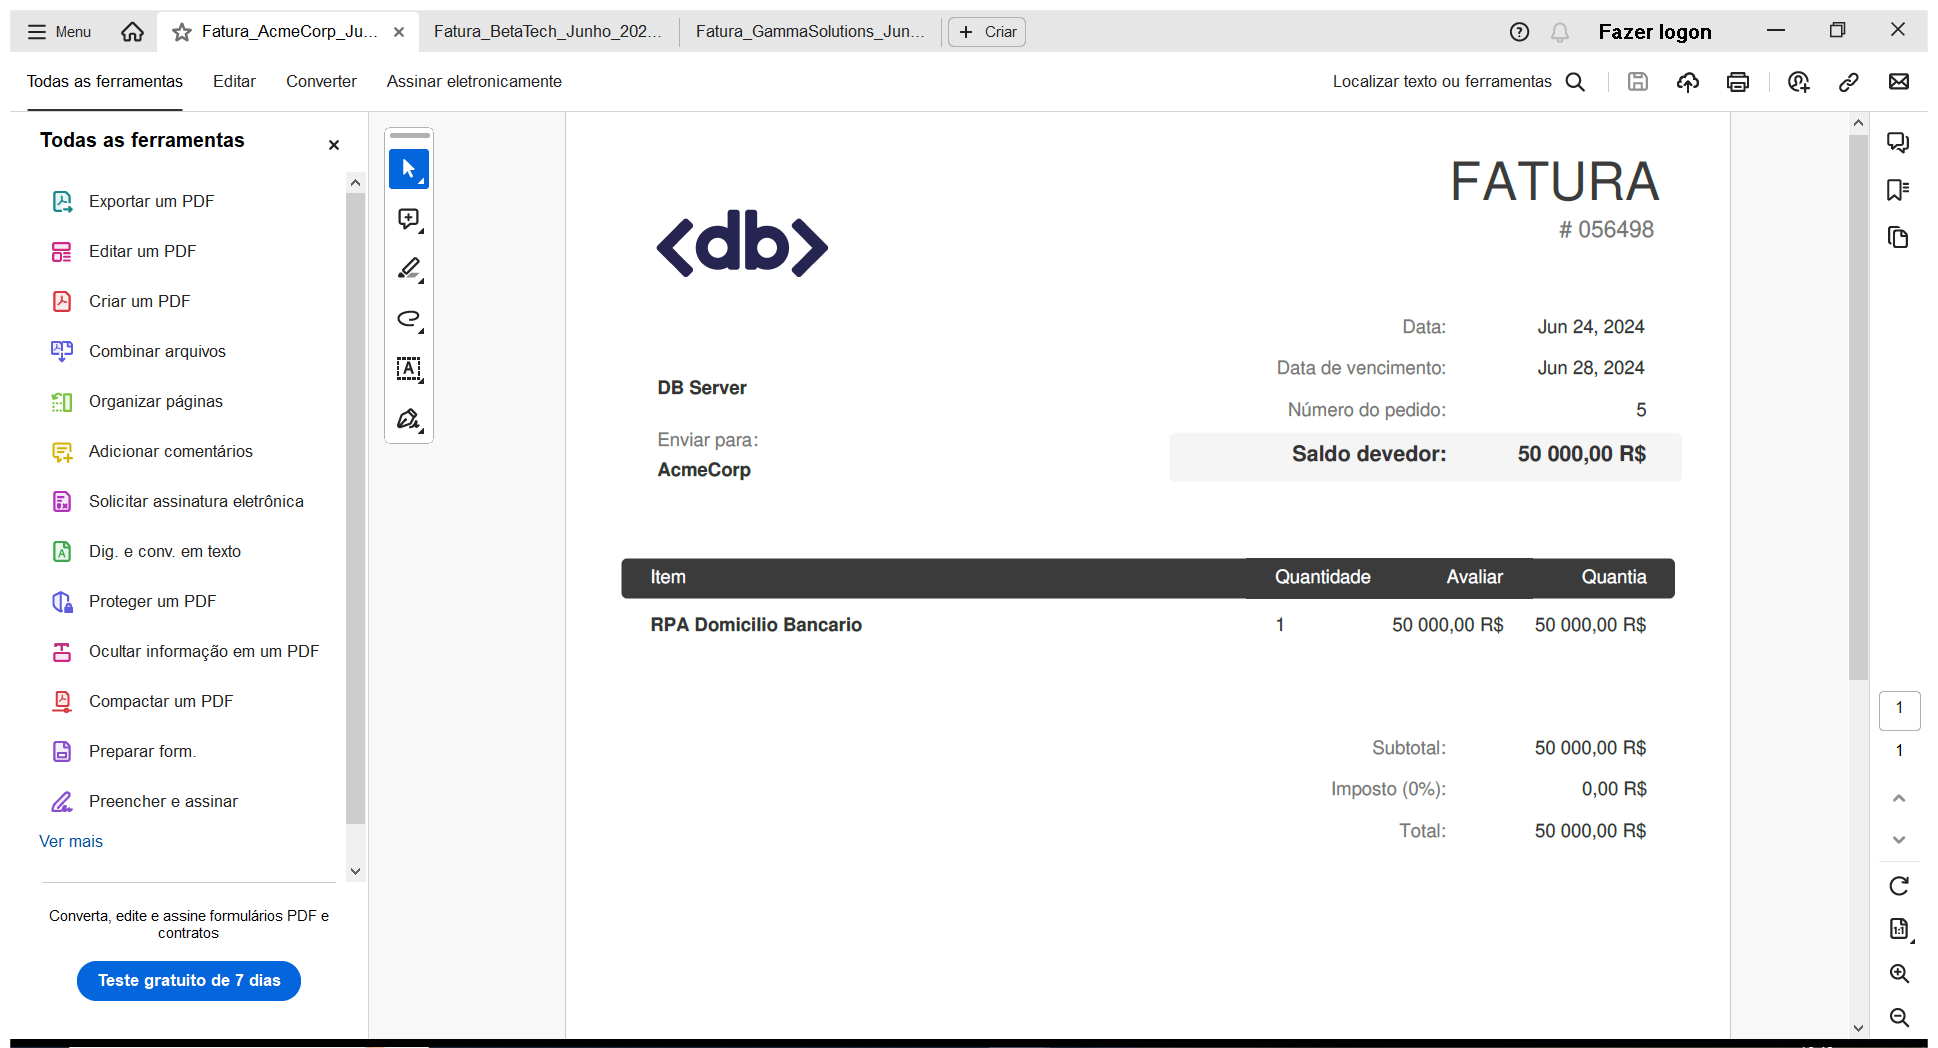 Menu
Fatura_AcmeCorp_Ju...
Fatura_BetaTech_Junho_202...
Fatura_GammaSolutions_Jun...
Criar
Fazer logon
Todas as ferramentas
Editar
Converter
Assinar eletronicamente
Localizar texto ou ferramentas
Todas as ferramentas
Exportar um PDF
Editar um PDF
Criar um PDF
Combinar arquivos
Organizar páginas
Adicionar comentários
Solicitar assinatura eletrônica
Dig. e conv. em texto
Proteger um PDF
Ocultar informação em um PDF
Compactar um PDF
Preparar form.
Preencher e assinar
Ver mais
Converta, edite e assine formulários PDF e
contratos
Teste gratuito de 7 dias
FATURA
# 056498
<db>
Data: Jun 24, 2024
Data de vencimento: Jun 28, 2024
Número do pedido: 5
Saldo devedor: 50 000,00 R$
DB Server
Enviar para:
AcmeCorp
Item Quantidade Avaliar Quantia
RPA Domicilio Bancario 1 50 000,00 R$ 50 000,00 R$
Subtotal: 50 000,00 R$
Imposto (0%): 0,00 R$
Total: 50 000,00 R$
1
1